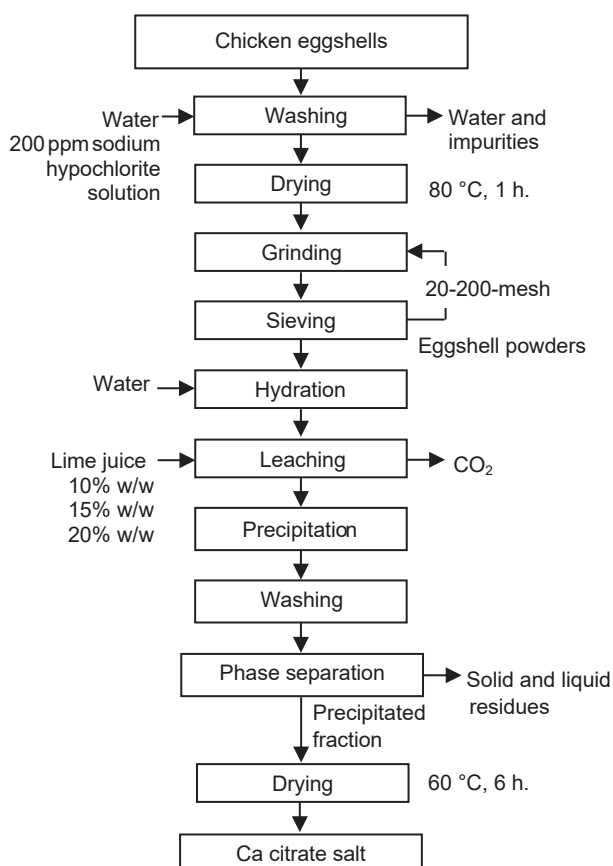 Chicken eggshells
Water
200 ppm sodium
hypochlorite
solution
Washing
Water and
impurities
Drying
80 °C, 1 h.
Grinding
20-200-mesh
Sieving
Eggshell powders
Water
Hydration
Lime juice
10% w/w
15% w/w
20% w/w
Leaching
CO₂
Precipitation
Washing
Phase separation
Solid and liquid
residues
Precipitated
fraction
Drying
60 °C, 6 h.
Ca citrate salt